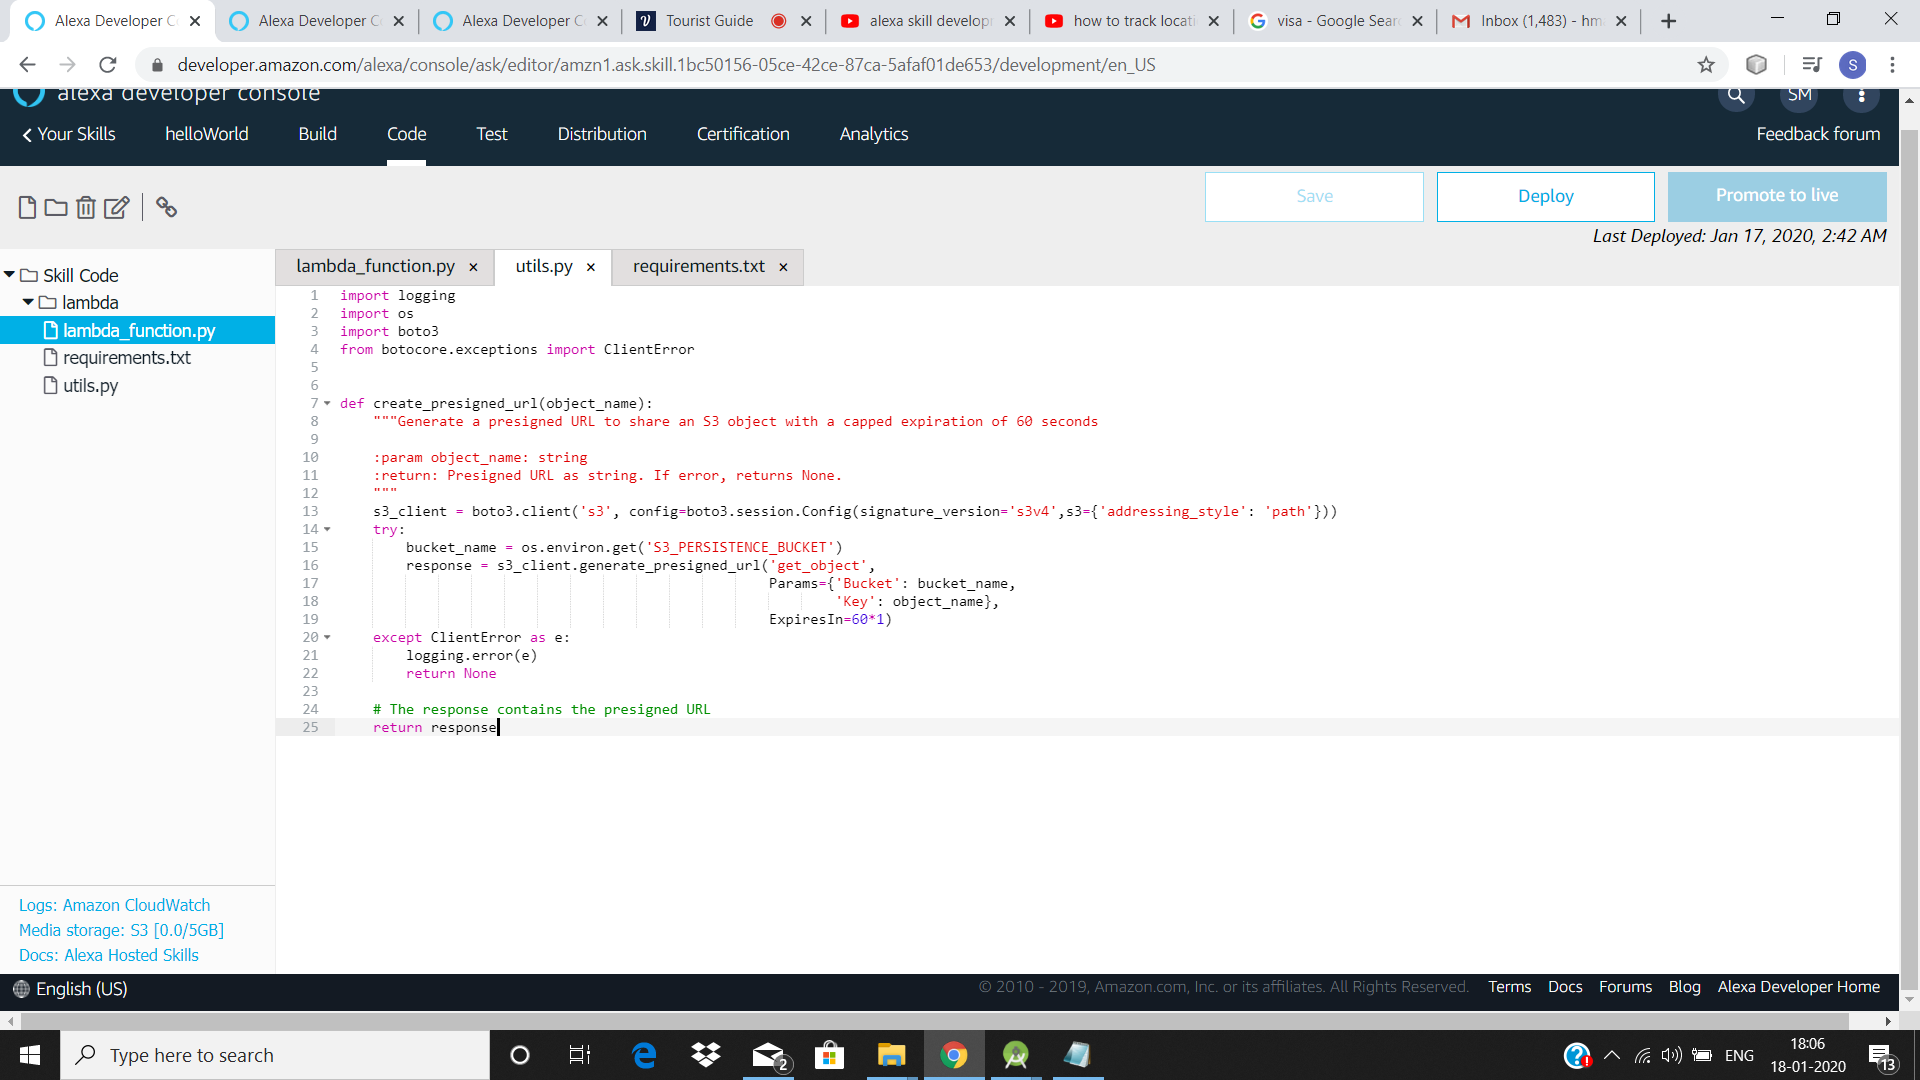 Alexa Developer C
Alexa Developer C
Alexa Developer C
Tourist Guide
alexa skill develop
how to track locati
visa - Google Sear
Inbox (1,483) - hm
developer.amazon.com/alexa/console/ask/editor/amzn1.ask.skill.1bc50156-05ce-42ce-87ca-5afaf01de653/development/en_US
S
alexa developer console
SM
Your Skills
helloWorld
Build
Code
Test
Distribution
Certification
Analytics
Feedback forum
Save
Deploy
Promote to live
Last Deployed: Jan 17, 2020, 2:42 AM
Skill Code
lambda
lambda_function.py
requirements.txt
utils.py
lambda_function.py ×
utils.py ×
requirements.txt ×
1 import logging
2 import os
3 import boto3
4 from botocore.exceptions import ClientError
5
6
7 def create_presigned_url(object_name):
8 """Generate a presigned URL to share an S3 object with a capped expiration of 60 seconds
9
10 :param object_name: string
11 :return: Presigned URL as string. If error, returns None.
12 """
13 s3_client = boto3.client('s3', config=boto3.session.Config(signature_version='s3v4',s3={'addressing_style': 'path'}))
14 try:
15 bucket_name = os.environ.get('S3_PERSISTENCE_BUCKET')
16 response = s3_client.generate_presigned_url('get_object',
17 Params={'Bucket': bucket_name,
18 'Key': object_name},
19 ExpiresIn=60*1)
20 except ClientError as e:
21 logging.error(e)
22 return None
23
24 # The response contains the presigned URL
25 return response
Logs: Amazon CloudWatch
Media storage: S3 [0.0/5GB]
Docs: Alexa Hosted Skills
English (US)
© 2010 - 2019, Amazon.com, Inc. or its affiliates. All Rights Reserved.
Terms
Docs
Forums
Blog
Alexa Developer Home
Type here to search
2
ENG
18:06
18-01-2020
13